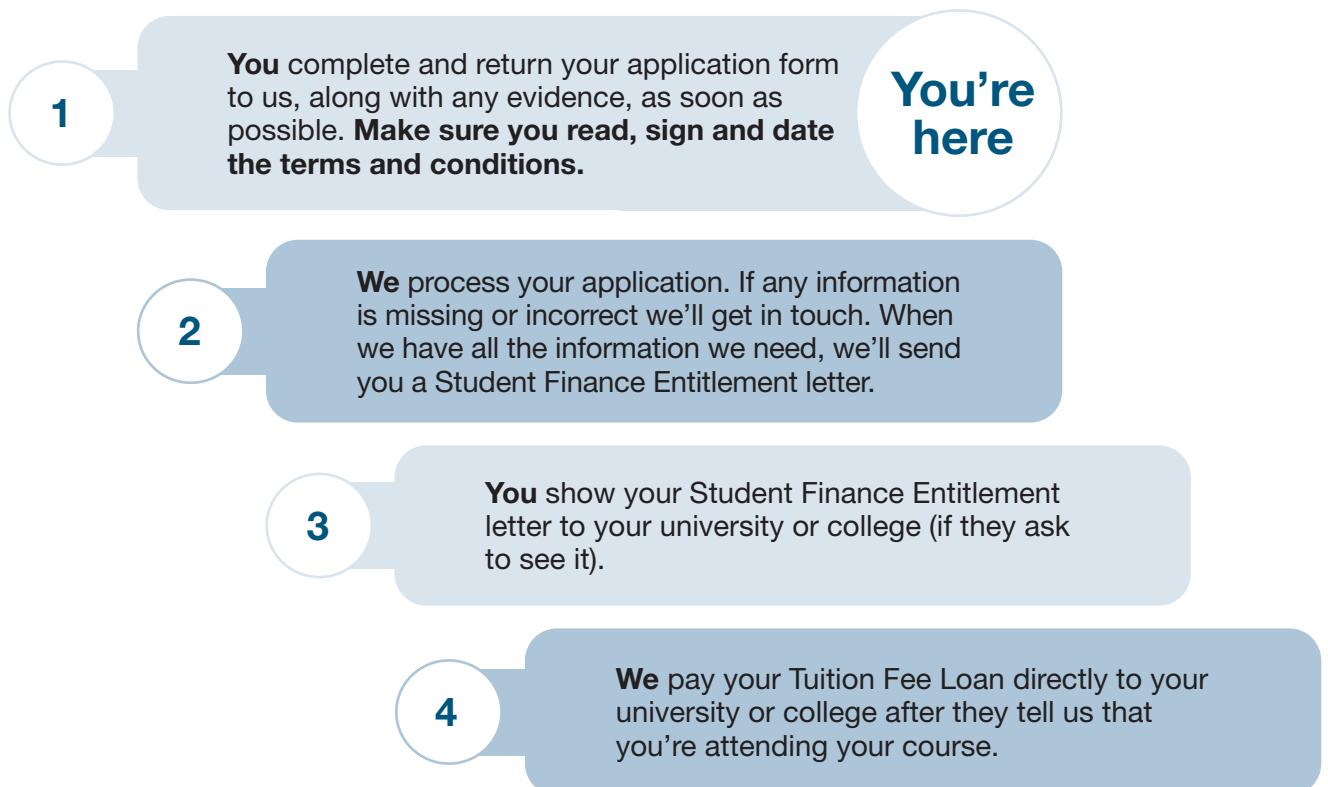 1
You complete and return your application form
to us, along with any evidence, as soon as
possible. Make sure you read, sign and date
the terms and conditions.
You're
here
2
We process your application. If any information
is missing or incorrect we'll get in touch. When
we have all the information we need, we'll send
you a Student Finance Entitlement letter.
3
You show your Student Finance Entitlement
letter to your university or college (if they ask
to see it).
4
We pay your Tuition Fee Loan directly to your
university or college after they tell us that
you're attending your course.